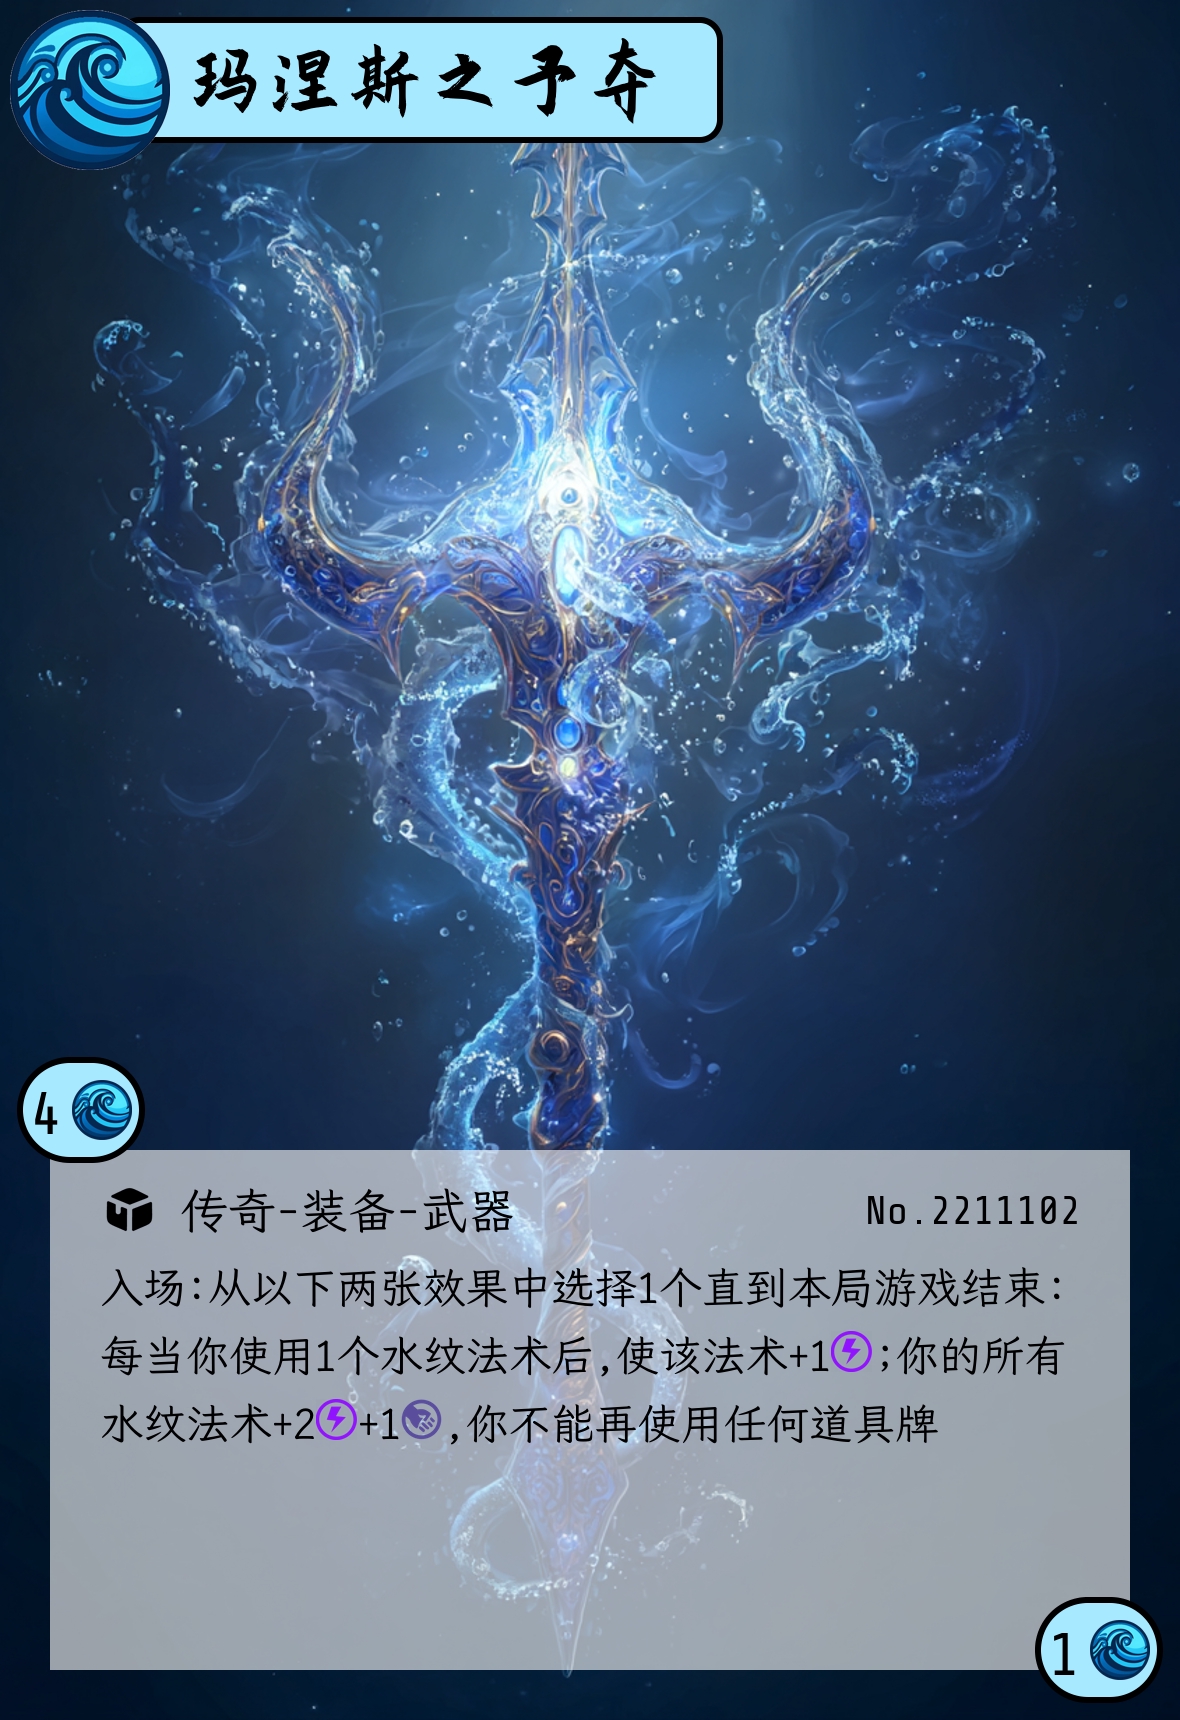 玛涅斯之予夺
4
传奇-装备-武器 No.2211102
入场:从以下两张效果中选择1个直到本局游戏结束:
每当你使用1个水纹法术后,使该法术+1;你的所有
水纹法术+2+1,你不能再使用任何道具牌
1